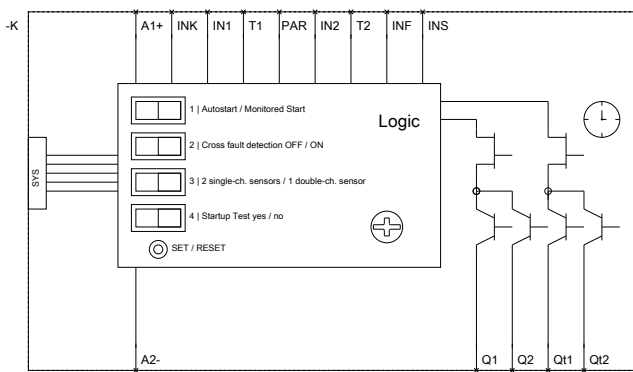 -K
A1+ INK IN1 T1 PAR IN2 T2 INF INS
1 | Autostart / Monitored Start
Logic
2 | Cross fault detection OFF / ON
SYS
3 | 2 single-ch. sensors / 1 double-ch. sensor
4 | Startup Test yes / no
SET / RESET
A2- Q1 Q2 Qt1 Qt2